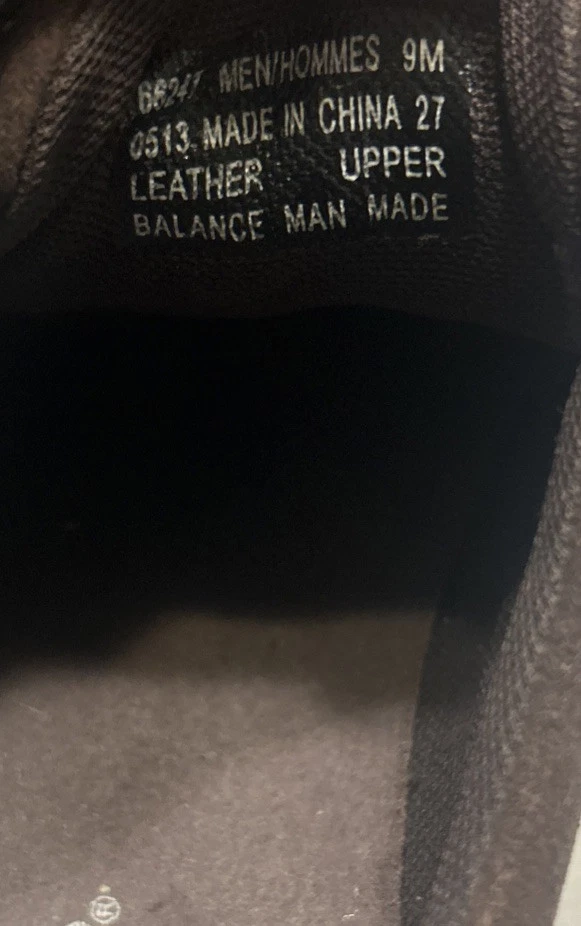 66247 MEN/HOMMES 9M
0513 MADE IN CHINA 27
LEATHER UPPER
BALANCE MAN MADE